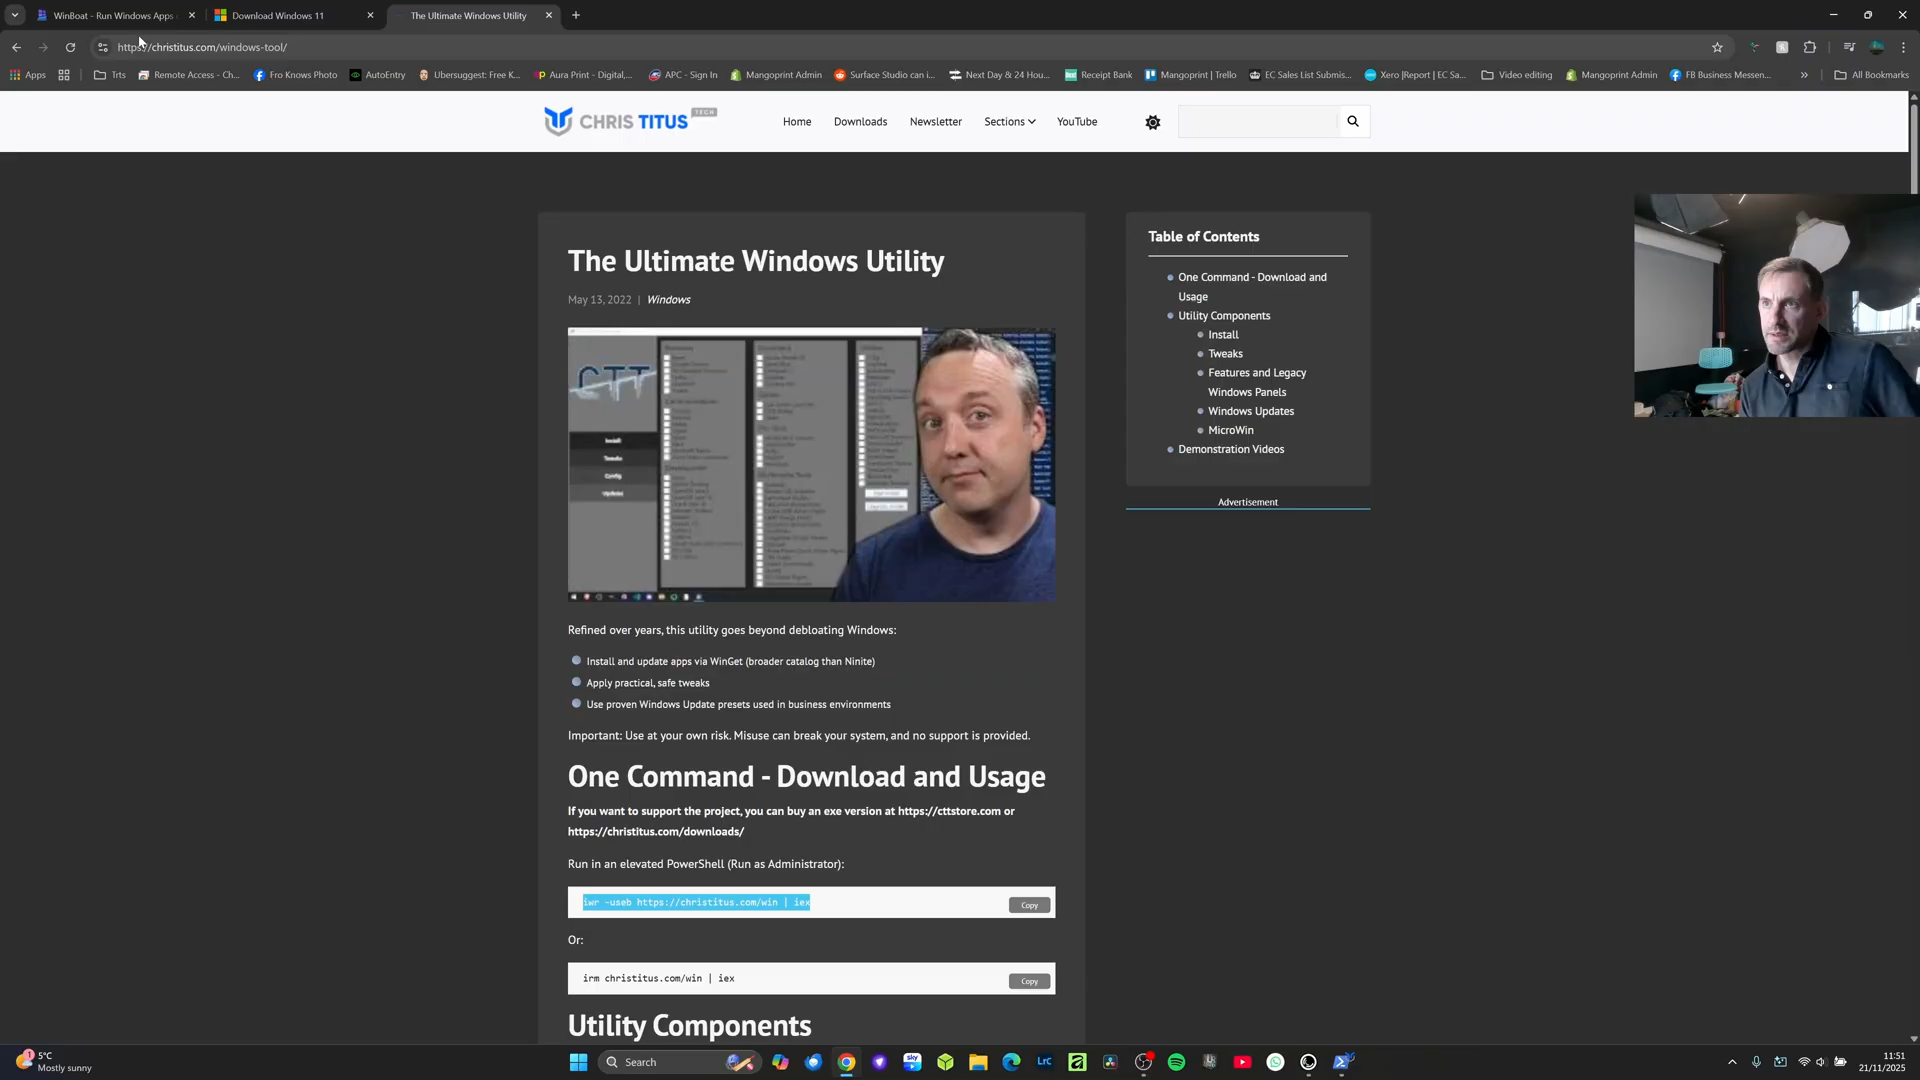 WinBoat - Run Windows Apps
Download Windows 11
The Ultimate Windows Utility
https://christitus.com/windows-tool/
Apps
Trts
Remote Access - Ch...
Fro Knows Photo
AutoEntry
Ubersuggest: Free K...
Aura Print - Digital,...
APC - Sign In
Mangoprint Admin
Surface Studio can i...
Next Day & 24 Hou...
Receipt Bank
Mangoprint | Trello
EC Sales List Submis...
Xero |Report | EC Sa...
Video editing
Mangoprint Admin
FB Business Messen...
All Bookmarks
CHRIS TITUS TECH
Home
Downloads
Newsletter
Sections
YouTube
The Ultimate Windows Utility
May 13, 2022 | Windows
CTT
Install
Tweaks
Config
Updates
Refined over years, this utility goes beyond debloating Windows:
Install and update apps via WinGet (broader catalog than Ninite)
Apply practical, safe tweaks
Use proven Windows Update presets used in business environments
Important: Use at your own risk. Misuse can break your system, and no support is provided.
One Command - Download and Usage
If you want to support the project, you can buy an exe version at https://cttstore.com or
https://christitus.com/downloads/
Run in an elevated PowerShell (Run as Administrator):
iwr -useb https://christitus.com/win | iex
Copy
Or:
irm christitus.com/win | iex
Copy
Utility Components
Table of Contents
One Command - Download and
Usage
Utility Components
Install
Tweaks
Features and Legacy
Windows Panels
Windows Updates
MicroWin
Demonstration Videos
Advertisement
1
5°C
Mostly sunny
Search
sky
LrC
11:51
21/11/2025